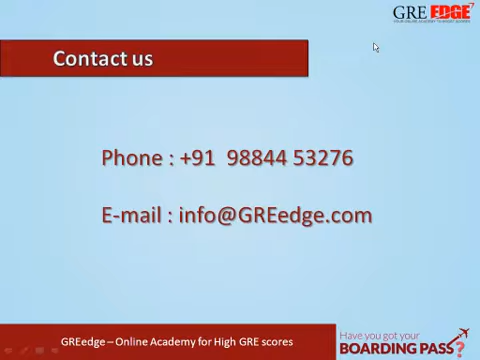 GRE EDGE
Contact us
Phone : +91 98844 53276
E-mail : info@GREedge.com
GREedge – Online Academy for High GRE scores
Have you got your
BOARDING PASS?